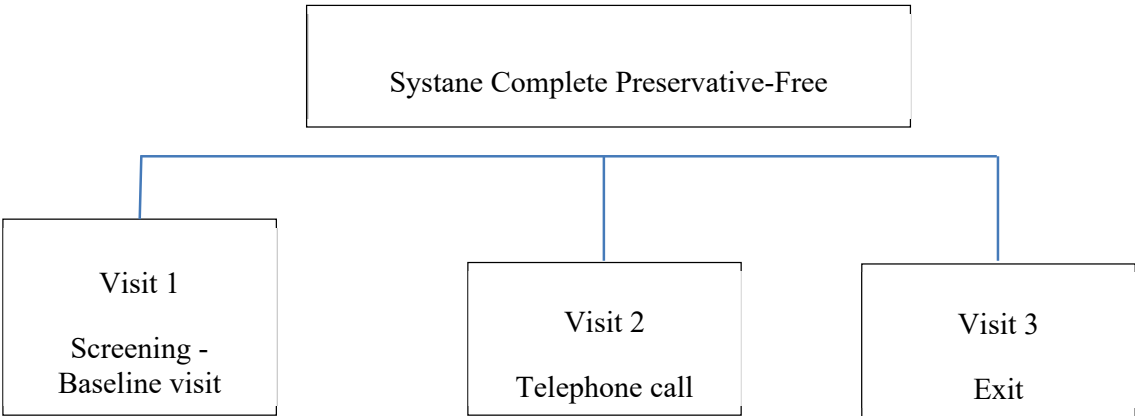 Systane Complete Preservative-Free
Visit 1
Screening -
Baseline visit
Visit 2
Telephone call
Visit 3
Exit